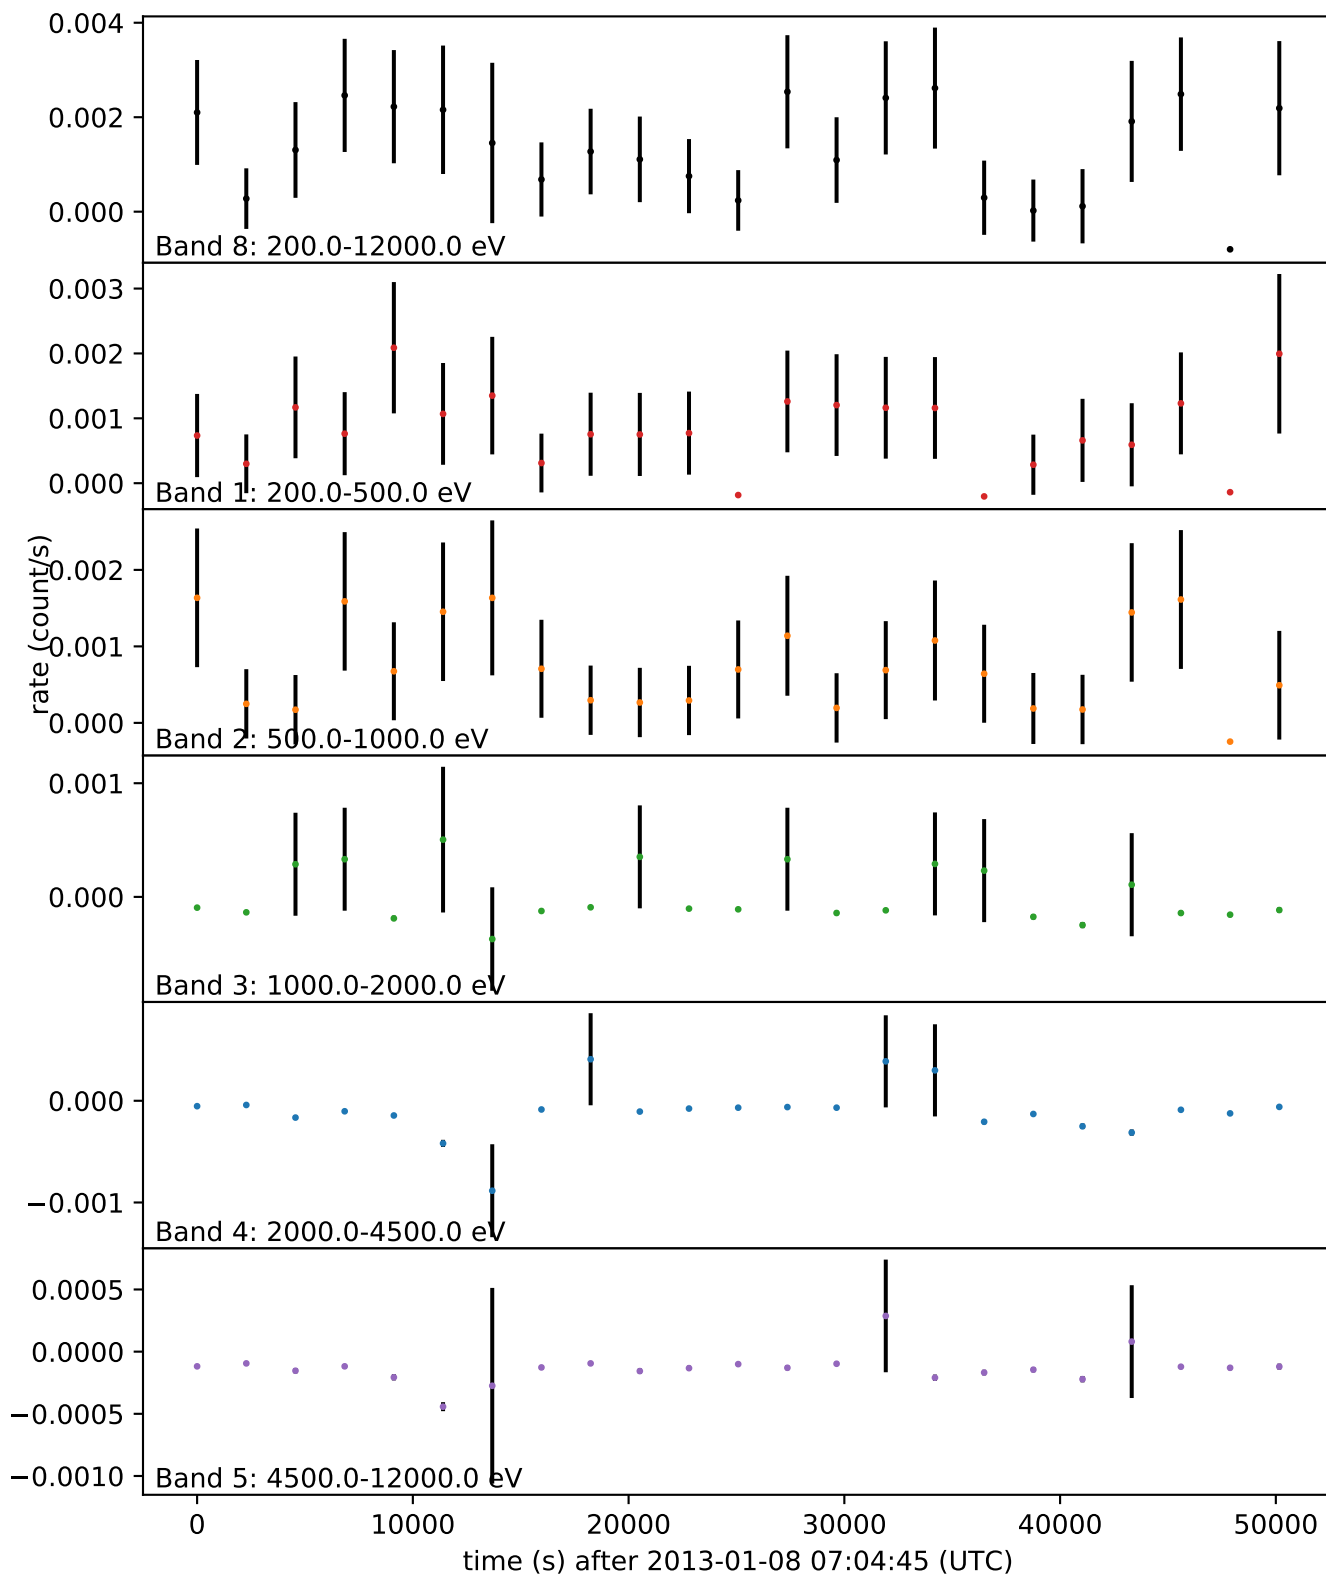 0.004
0.002
0.000
Band 8: 200.0-12000.0 eV
0.003
0.002
0.001
0.000
Band 1: 200.0-500.0 eV
rate (count/s)
0.002
0.001
0.000
Band 2: 500.0-1000.0 eV
0.001
0.000
Band 3: 1000.0-2000.0 eV
0.000
−0.001
Band 4: 2000.0-4500.0 eV
0.0005
0.0000
−0.0005
−0.0010
Band 5: 4500.0-12000.0 eV
0 10000 20000 30000 40000 50000
time (s) after 2013-01-08 07:04:45 (UTC)